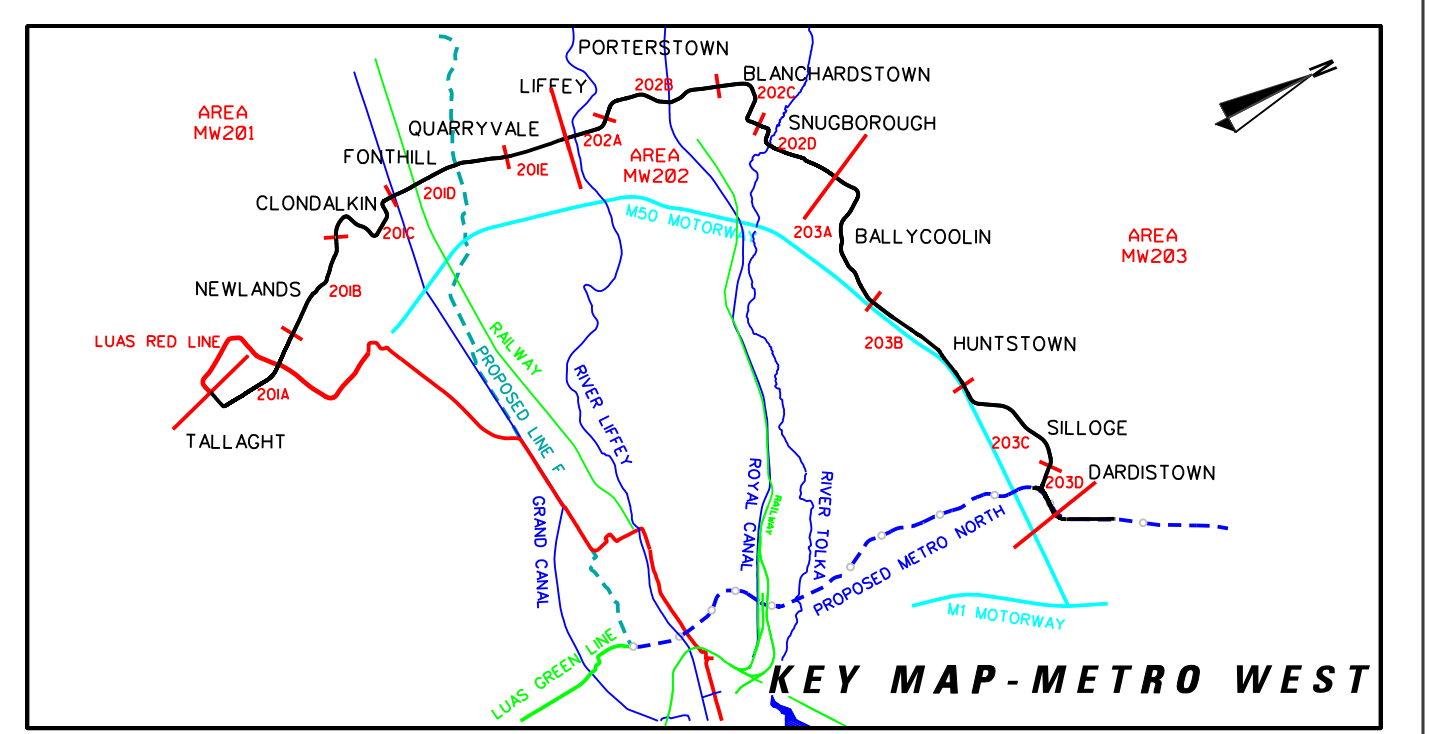 PORTERSTOWN
BLANCHARDSTOWN
LIFFEY
202B
202C
AREA
MW201
QUARRYVALE
202A
SNUGBOROUGH
202D
FONTHILL
201E
AREA
MW202
201D
CLONDALKIN
201C
M50 MOTORWAY
203A
BALLYCOOLIN
AREA
MW203
NEWLANDS
201B
LUAS RED LINE
RAILWAY
203B
HUNTSTOWN
PROPOSED LINE F
RIVER LIFFEY
201A
TALLAGHT
SILLOGE
203C
DARDISTOWN
203D
GRAND CANAL
ROYAL CANAL
RAILWAY
RIVER TOLKA
PROPOSED METRO NORTH
M1 MOTORWAY
LUAS GREEN LINE
KEY MAP-METRO WEST
N